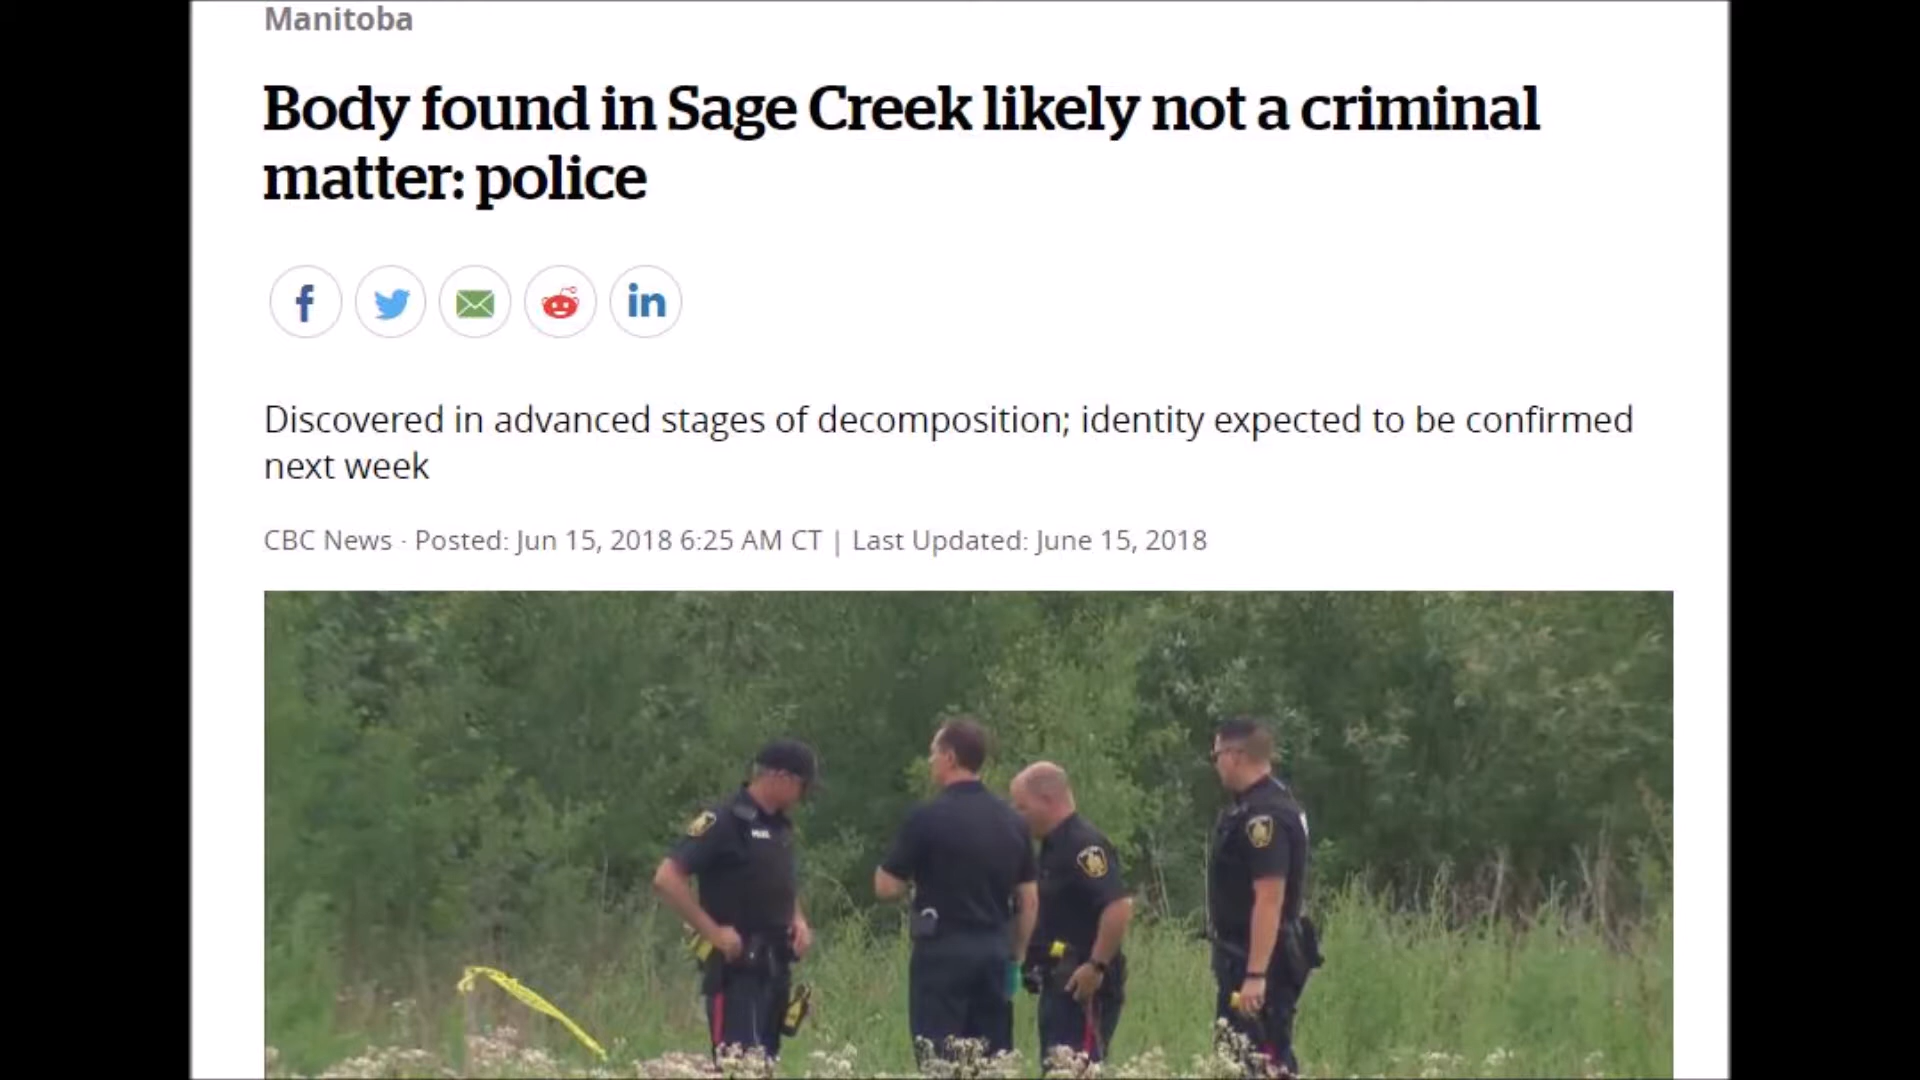 Manitoba
Body found in Sage Creek likely not a criminal
matter: police
Discovered in advanced stages of decomposition; identity expected to be confirmed
next week
CBC News · Posted: Jun 15, 2018 6:25 AM CT | Last Updated: June 15, 2018